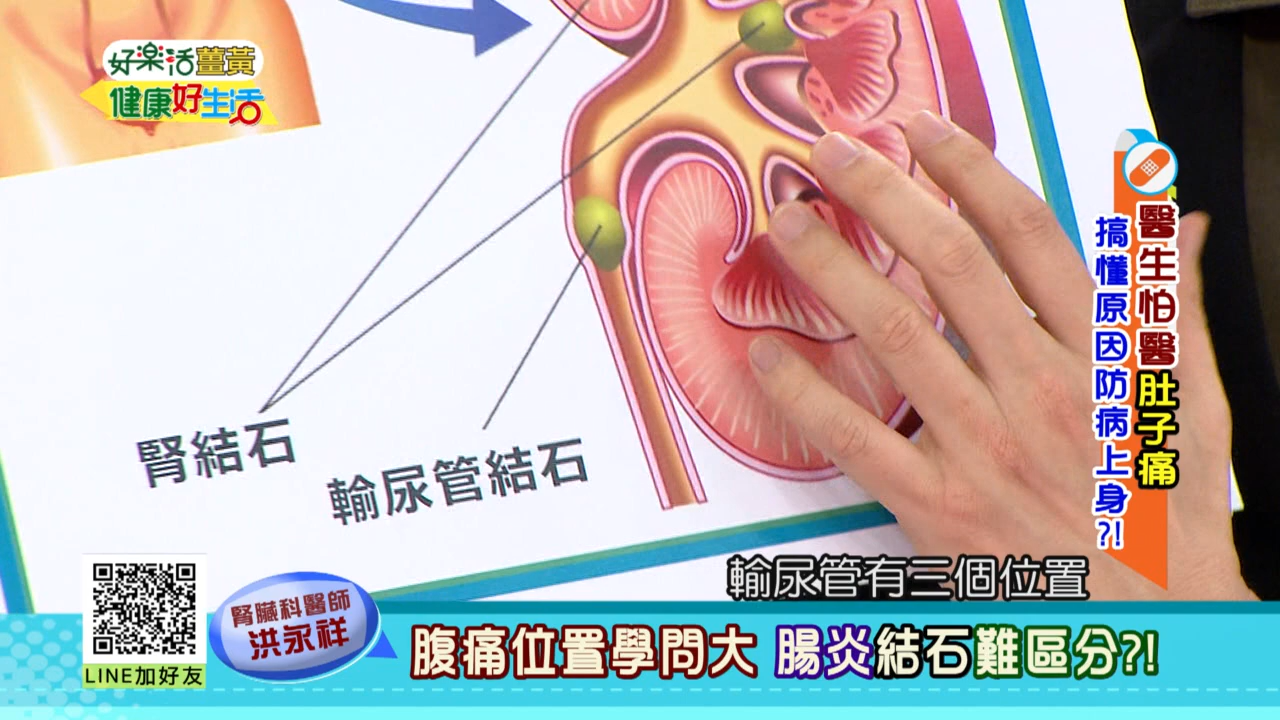 好樂活薑黃
健康好生活
醫生怕醫肚子痛
搞懂原因防病上身?!
腎結石
輸尿管結石
輸尿管有三個位置
腎臟科醫師
洪永祥
腹痛位置學問大 腸炎結石難區分?!
LINE加好友